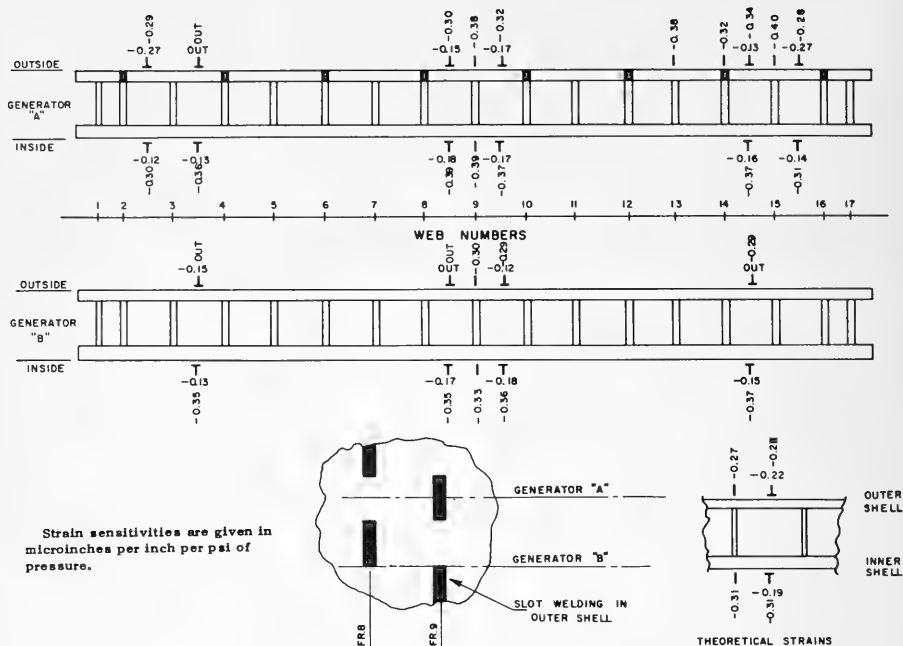 -0.29
-0.27
OUT
OUT
-0.30
-0.15
-0.38
-0.32
-0.17
-0.38
-0.32
-0.34
-0.13
-0.40
-0.28
-0.27
OUTSIDE
GENERATOR
"A"
INSIDE
-0.12
-0.30
-0.13
-0.36
-0.18
-0.39
-0.39
-0.17
-0.37
-0.16
-0.37
-0.14
-0.31
1 2 3 4 5 6 7 8 9 10 11 12 13 14 15 16 17
WEB NUMBERS
OUT
-0.15
OUT
OUT
-0.30
-0.29
-0.12
-0.29
OUT
OUTSIDE
GENERATOR
"B"
INSIDE
-0.13
-0.35
-0.17
-0.35
-0.33
-0.18
-0.36
-0.15
-0.37
Strain sensitivities are given in
microinches per inch per psi of
pressure.
GENERATOR "A"
GENERATOR "B"
SLOT WELDING IN
OUTER SHELL
FR.8
FR.9
-0.27
-0.28
-0.22
OUTER
SHELL
INNER
SHELL
-0.31
-0.19
-0.31
THEORETICAL STRAINS